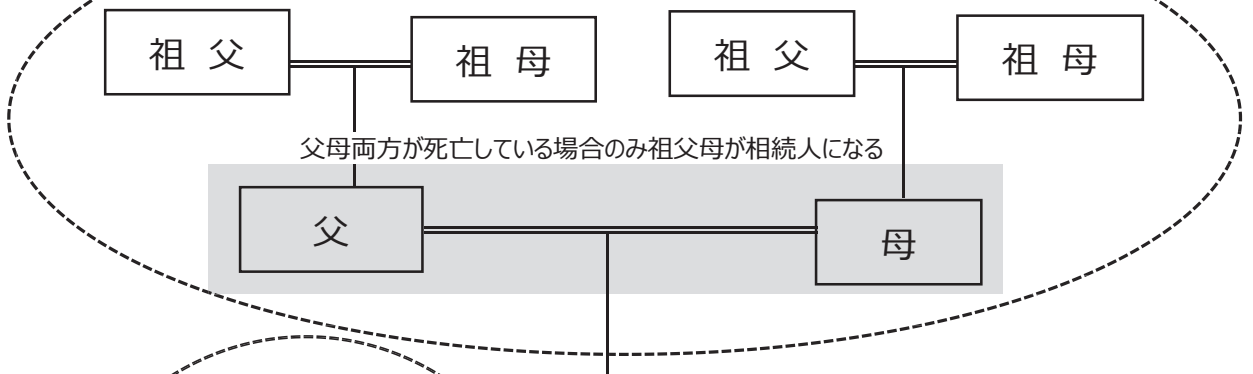 祖 父
祖 母
祖 父
祖 母
父母両方が死亡している場合のみ祖父母が相続人になる
父
母